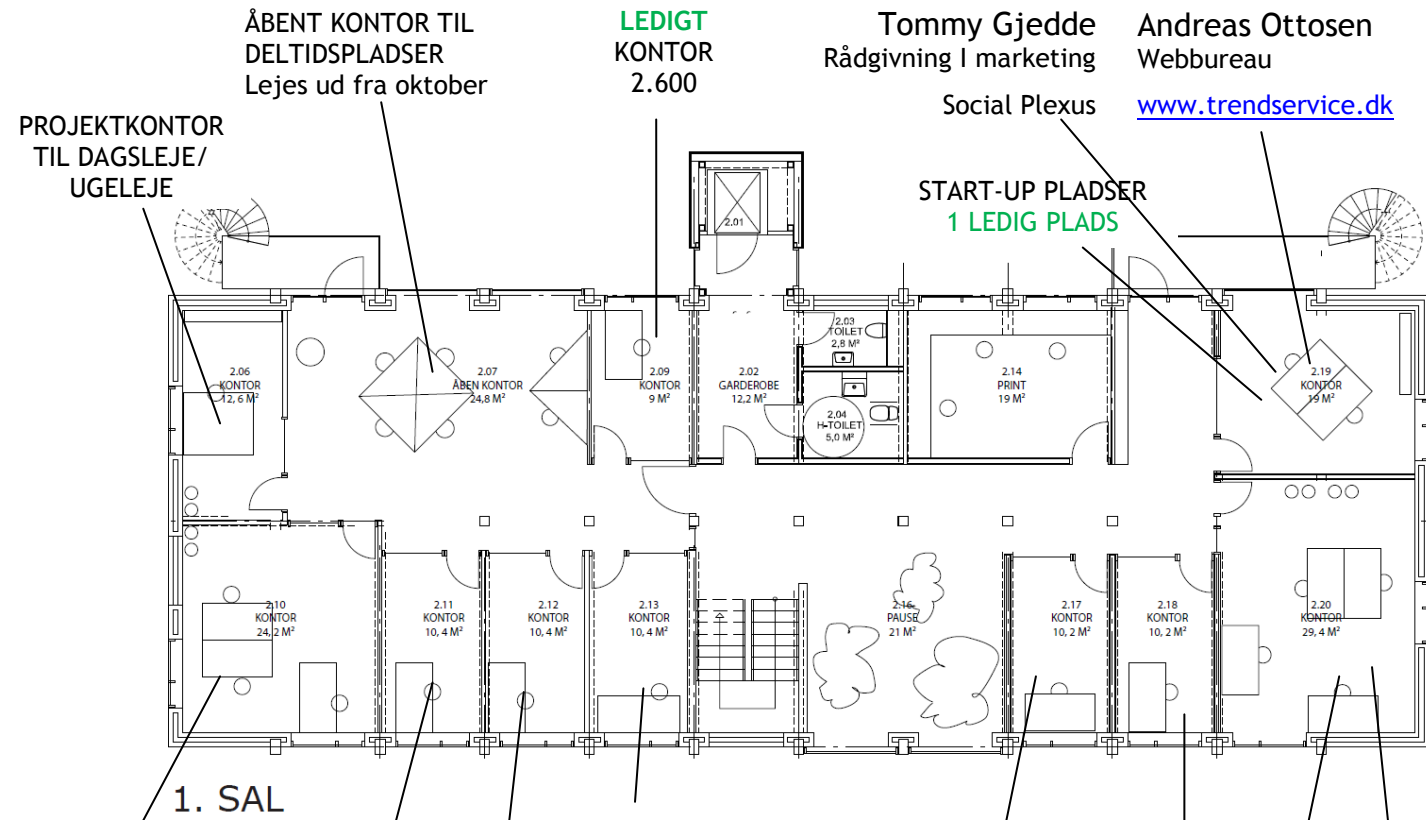 ÅBENT KONTOR TIL
DELTIDSPLADSER
Lejes ud fra oktober
LEDIGT
KONTOR
2.600
Tommy Gjedde
Rådgivning I marketing
Social Plexus
Andreas Ottosen
Webbureau
www.trendservice.dk
PROJEKTKONTOR
TIL DAGSLEJE/
UGELEJE
START-UP PLADSER
1 LEDIG PLADS
2.01
2.06
KONTOR
12,6 M²
2.07
ÅBEN KONTOR
24,8 M²
2.09
KONTOR
9 M²
2.02
GARDEROBE
12,2 M²
2.03
TOILET
2,8 M²
2,04
H-TOILET
5,0 M²
2.14
PRINT
19 M²
2.19
KONTOR
19 M²
2.10
KONTOR
24,2 M²
2.11
KONTOR
10,4 M²
2.12
KONTOR
10,4 M²
2.13
KONTOR
10,4 M²
2.16
PAUSE
21 M²
2.17
KONTOR
10,2 M²
2.18
KONTOR
10,2 M²
2.20
KONTOR
29,4 M²
1. SAL